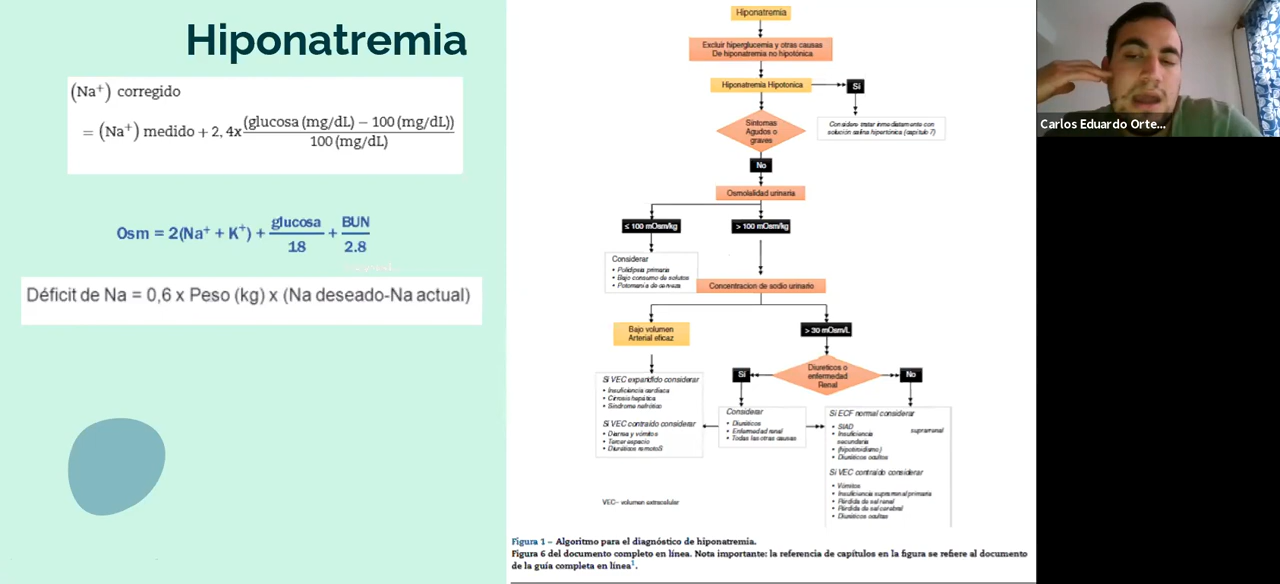 Hiponatremia
(Na⁺) corregido
= (Na⁺) medido + 2,4x (glucosa (mg/dL) − 100 (mg/dL)) / 100 (mg/dL)
Osm = 2(Na⁺ + K⁺) + glucosa / 18 + BUN / 2.8
Déficit de Na = 0,6 x Peso (kg) x (Na deseado-Na actual)
Hiponatremia
Excluir hiperglucemia y otras causas
De hiponatremia no hipotónica
Hiponatremia Hipotonica
Sí
Síntomas
Agudos o
graves
Considere tratar inmediatamente con
solución salina hipertónica (capítulo 7)
No
Osmolalidad urinaria
≤ 100 mOsm/kg
> 100 mOsm/kg
Considerar
• Polidipsia primaria
• Bajo consumo de solutos
• Potomanía de cerveza
Concentracion de sodio urinario
Bajo volumen
Arterial eficaz
> 30 mOsm/L
Diureticos o
enfermedad
Renal
Sí
No
Si VEC expandido considerar
• Insuficiencia cardiaca
• Cirrosis hepática
• Sindrome nefrótico
Si VEC contraido considerar
• Diarrea y vómitos
• Tercer espacio
• Diuréticos remotoS
Considerar
• Diuréticos
• Enfermedad renal
• Todas las otras causas
Si ECF normal considerar
• SIAD
• Insuficiencia suprarrenal
secundaria
• (hipotiroidismo)
• Diuréticos ocultos
Si VEC contraído considerar
• Vómitos
• Insuficiencia suprarrenal primaria
• Pérdida de sal renal
• Pérdida de sal cerebral
• Diuréticos ocultos
VEC– volumen extracelular
Figura 1 – Algoritmo para el diagnóstico de hiponatremia.
Figura 6 del documento completo en línea. Nota importante: la referencia de capítulos en la figura se refiere al documento
de la guía completa en línea¹.
Carlos Eduardo Orte...